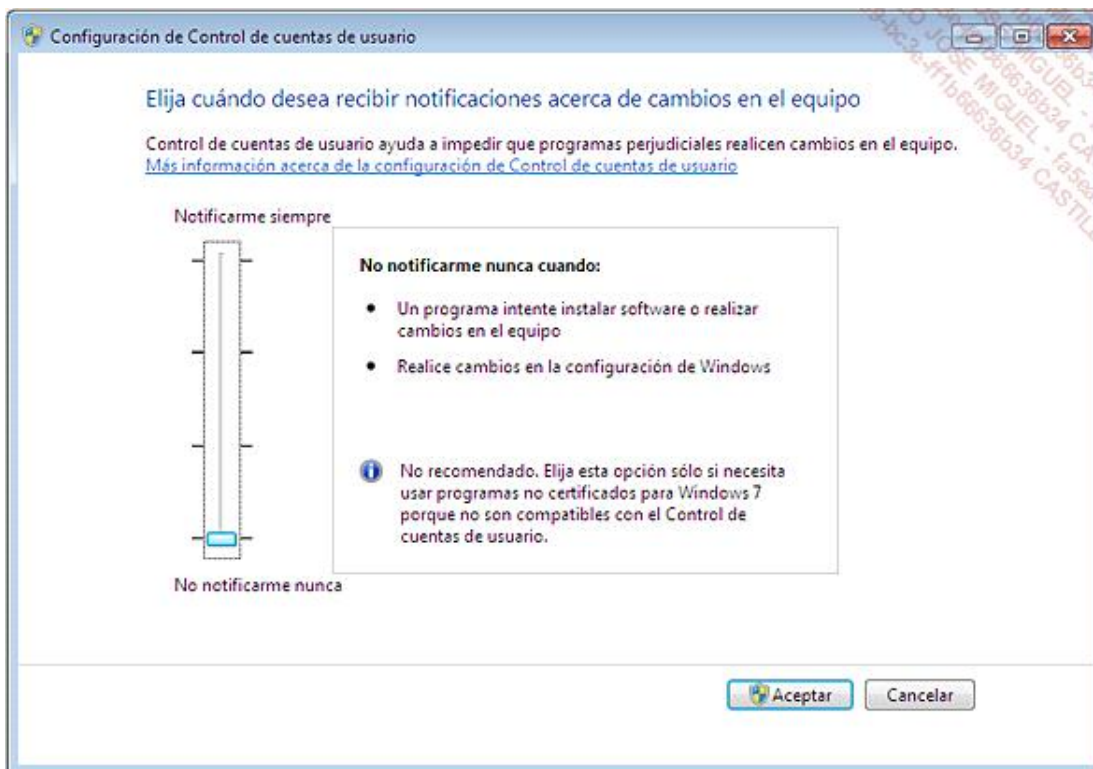 Configuración de Control de cuentas de usuario
Elija cuándo desea recibir notificaciones acerca de cambios en el equipo
Control de cuentas de usuario ayuda a impedir que programas perjudiciales realicen cambios en el equipo.
Más información acerca de la configuración de Control de cuentas de usuario
Notificarme siempre
No notificarme nunca cuando:
• Un programa intente instalar software o realizar
cambios en el equipo
• Realice cambios en la configuración de Windows
No recomendado. Elija esta opción sólo si necesita
usar programas no certificados para Windows 7
porque no son compatibles con el Control de
cuentas de usuario.
No notificarme nunca
Aceptar
Cancelar